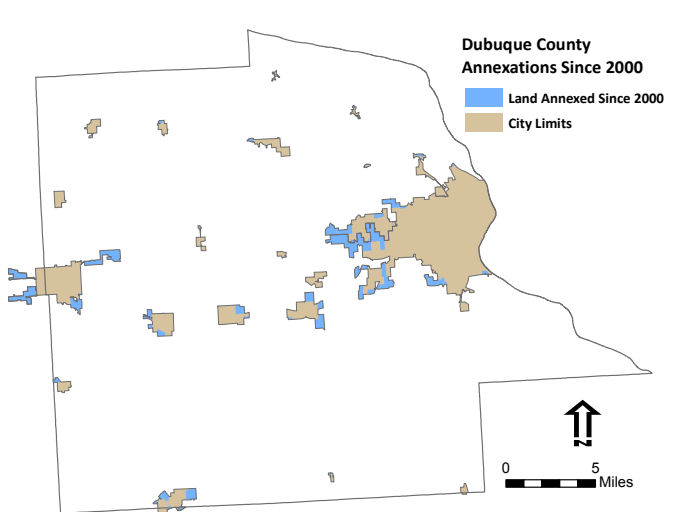 Dubuque County
Annexations Since 2000
Land Annexed Since 2000
City Limits
N
0 5
Miles